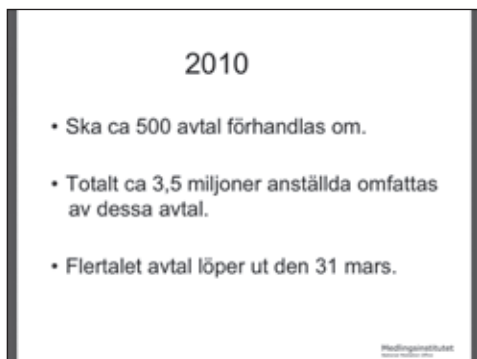 2010
• Ska ca 500 avtal förhandlas om.
• Totalt ca 3,5 miljoner anställda omfattas
av dessa avtal.
• Flertalet avtal löper ut den 31 mars.
Medlingsinstitutet